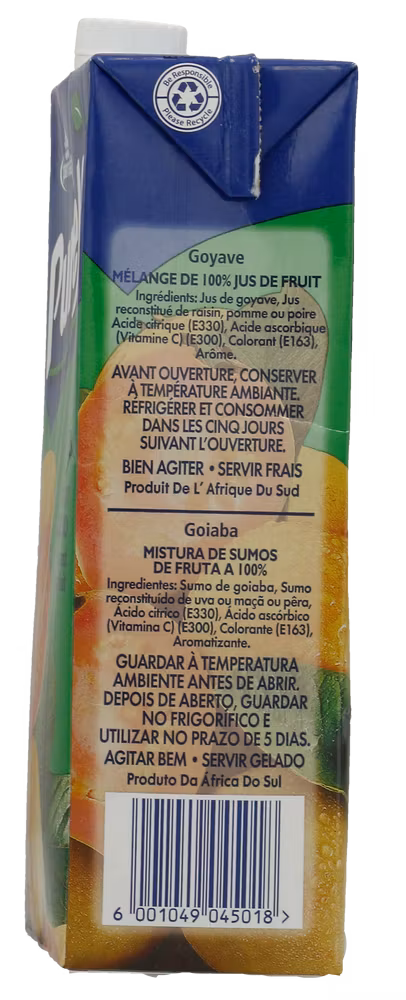 Be Responsible
Please Recycle
Goyave
MÉLANGE DE 100% JUS DE FRUIT
Ingrédients: Jus de goyave, Jus
reconstitué de raisin, pomme ou poire
Acide citrique (E330), Acide ascorbique
(Vitamine C) (E300), Colorant (E163),
Arôme.
AVANT OUVERTURE, CONSERVER
À TEMPÉRATURE AMBIANTE.
RÉFRIGÉRER ET CONSOMMER
DANS LES CINQ JOURS
SUIVANT L'OUVERTURE.
BIEN AGITER • SERVIR FRAIS
Produit De L' Afrique Du Sud
Goiaba
MISTURA DE SUMOS
DE FRUTA A 100%
Ingredientes: Sumo de goiaba, Sumo
reconstituído de uva ou maçã ou pêra,
Ácido cítrico (E330), Ácido ascórbico
(Vitamina C) (E300), Colorante (E163),
Aromatizante.
GUARDAR À TEMPERATURA
AMBIENTE ANTES DE ABRIR.
DEPOIS DE ABERTO, GUARDAR
NO FRIGORÍFICO E
UTILIZAR NO PRAZO DE 5 DIAS.
AGITAR BEM • SERVIR GELADO
Produto Da África Do Sul
6 001049 045018 >